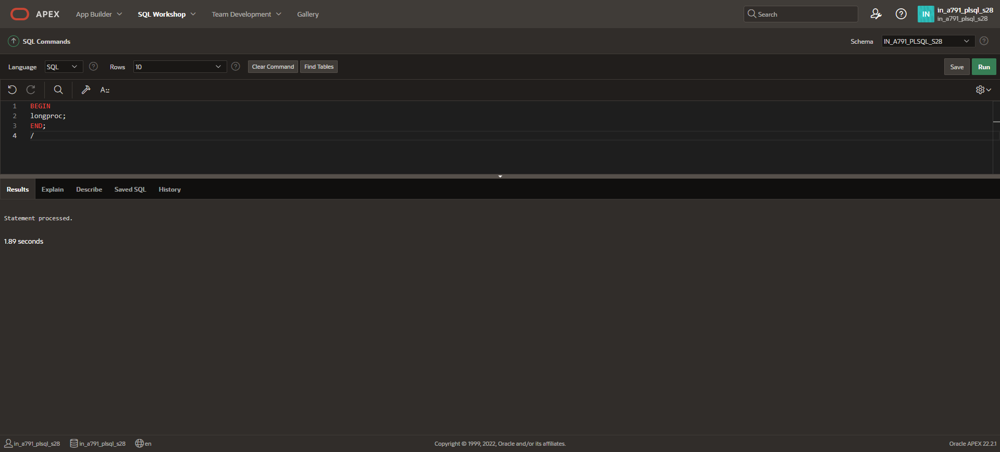 APEX App Builder SQL Workshop Team Development Gallery Search in_a791_plsql_s28
IN in_a791_plsql_s28
SQL Commands Schema IN_A791_PLSQL_S28
Language SQL Rows 10 Clear Command Find Tables Save Run
A::
1 BEGIN
2 longproc;
3 END;
4 /
Results Explain Describe Saved SQL History
Statement processed.
1.89 seconds
in_a791_plsql_s28 in_a791_plsql_s28 en Copyright © 1999, 2022, Oracle and/or its affiliates. Oracle APEX 22.2.1